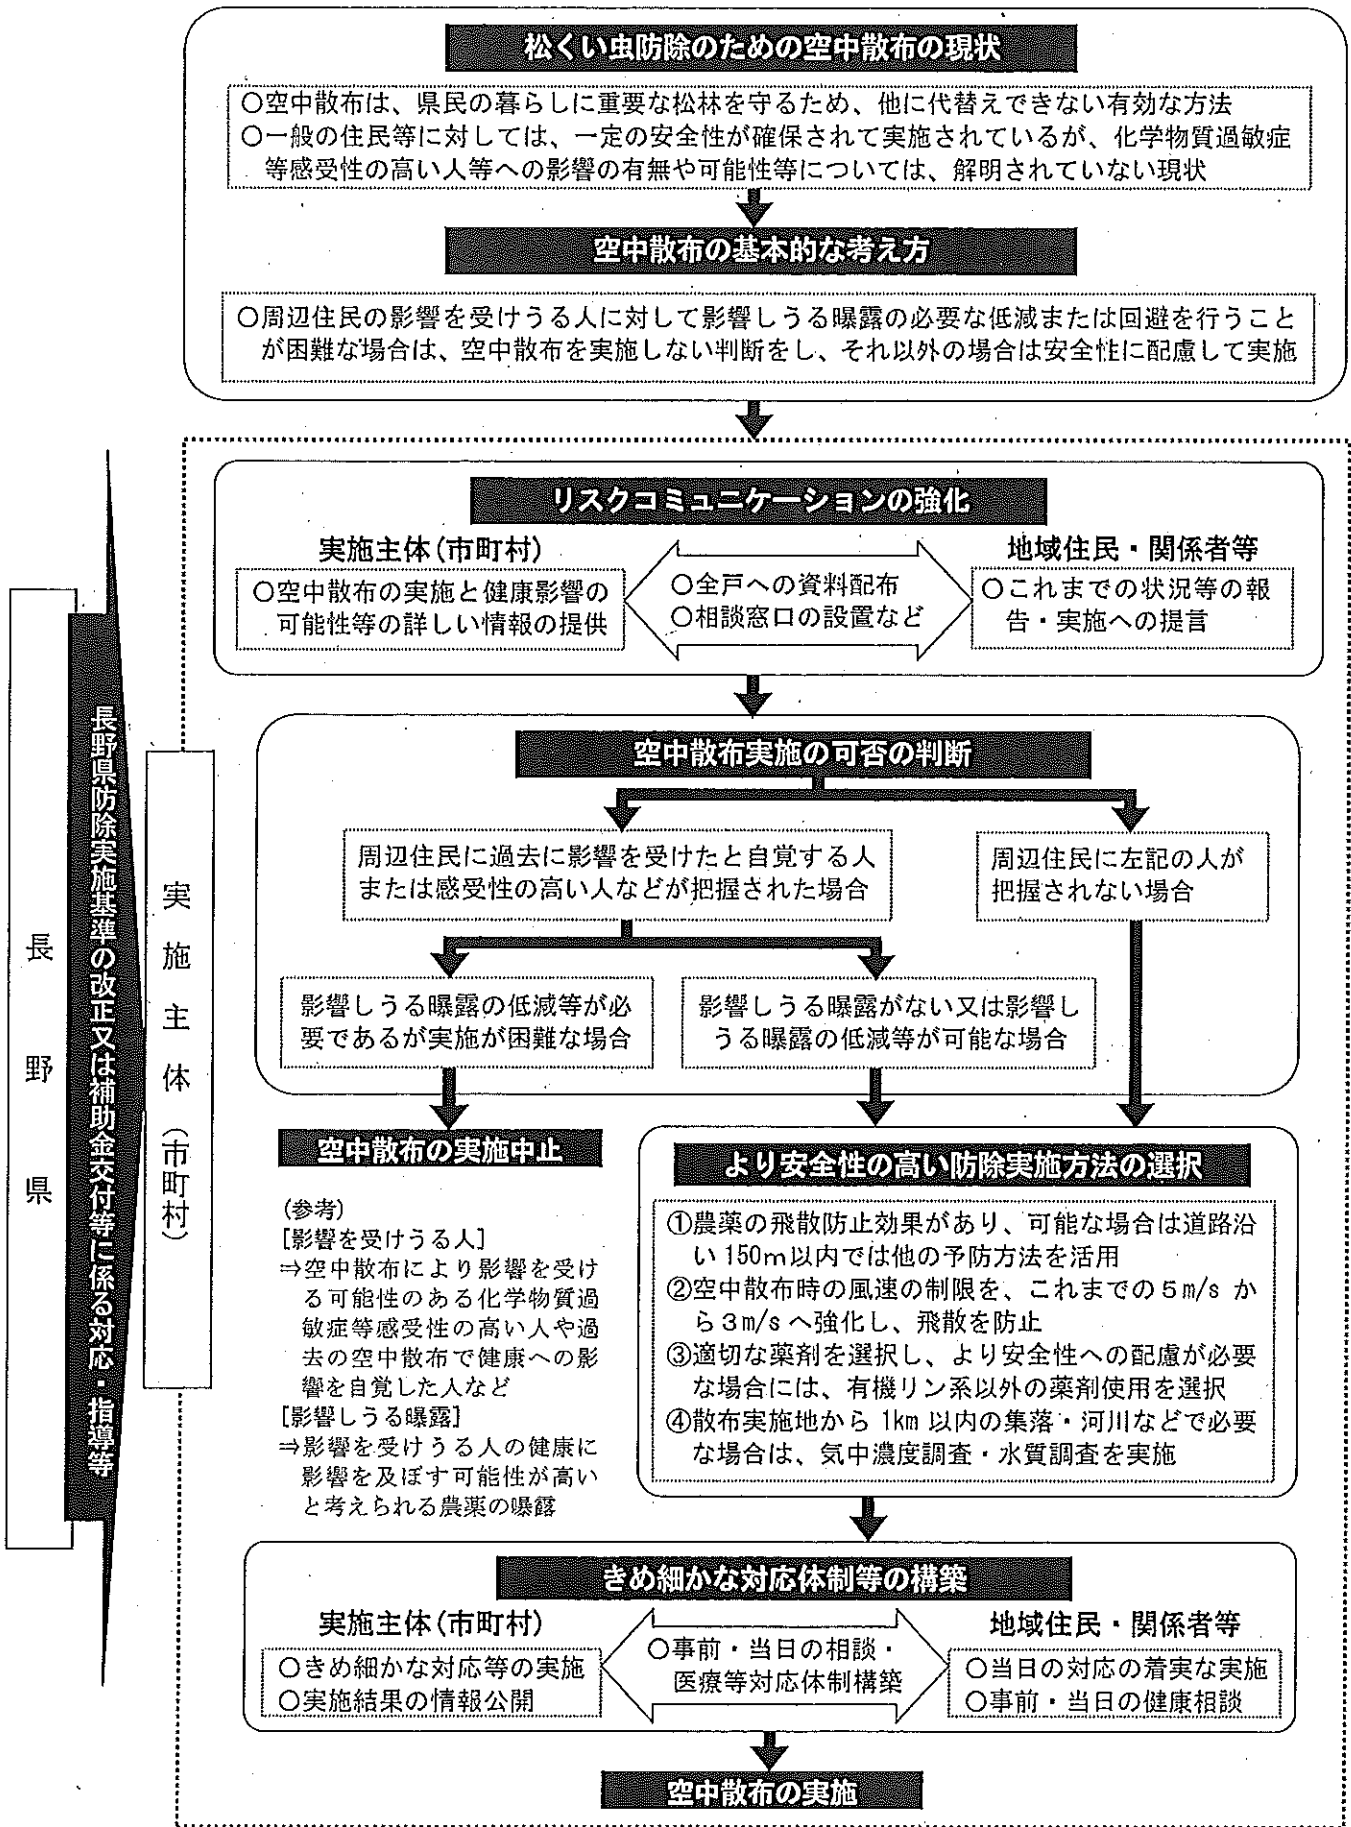 松くい虫防除のための空中散布の現状
○空中散布は、県民の暮らしに重要な松林を守るため、他に代替えできない有効な方法
○一般の住民等に対しては、一定の安全性が確保されて実施されているが、化学物質過敏症
等感受性の高い人等への影響の有無や可能性等については、解明されていない現状
空中散布の基本的な考え方
○周辺住民の影響を受けうる人に対して影響しうる曝露の必要な低減または回避を行うこと
が困難な場合は、空中散布を実施しない判断をし、それ以外の場合は安全性に配慮して実施
長野県
長野県防除実施基準の改正又は補助金交付等に係る対応・指導等
実施主体(市町村)
リスクコミュニケーションの強化
実施主体(市町村)
○空中散布の実施と健康影響の
可能性等の詳しい情報の提供
○全戸への資料配布
○相談窓口の設置など
地域住民・関係者等
○これまでの状況等の報
告・実施への提言
空中散布実施の可否の判断
周辺住民に過去に影響を受けたと自覚する人
または感受性の高い人などが把握された場合
周辺住民に左記の人が
把握されない場合
影響しうる曝露の低減等が必
要であるが実施が困難な場合
影響しうる曝露がない又は影響し
うる曝露の低減等が可能な場合
空中散布の実施中止
(参考)
[影響を受けうる人]
⇒空中散布により影響を受け
る可能性のある化学物質過
敏症等感受性の高い人や過
去の空中散布で健康への影
響を自覚した人など
[影響しうる曝露]
⇒影響を受けうる人の健康に
影響を及ぼす可能性が高い
と考えられる農薬の曝露
より安全性の高い防除実施方法の選択
①農薬の飛散防止効果があり、可能な場合は道路沿
い150m以内では他の予防方法を活用
②空中散布時の風速の制限を、これまでの5m/sか
ら3m/sへ強化し、飛散を防止
③適切な薬剤を選択し、より安全性への配慮が必要
な場合には、有機リン系以外の薬剤使用を選択
④散布実施地から1km以内の集落・河川などで必要
な場合は、気中濃度調査・水質調査を実施
きめ細かな対応体制等の構築
実施主体(市町村)
○きめ細かな対応等の実施
○実施結果の情報公開
○事前・当日の相談・
医療等対応体制構築
地域住民・関係者等
○当日の対応の着実な実施
○事前・当日の健康相談
空中散布の実施